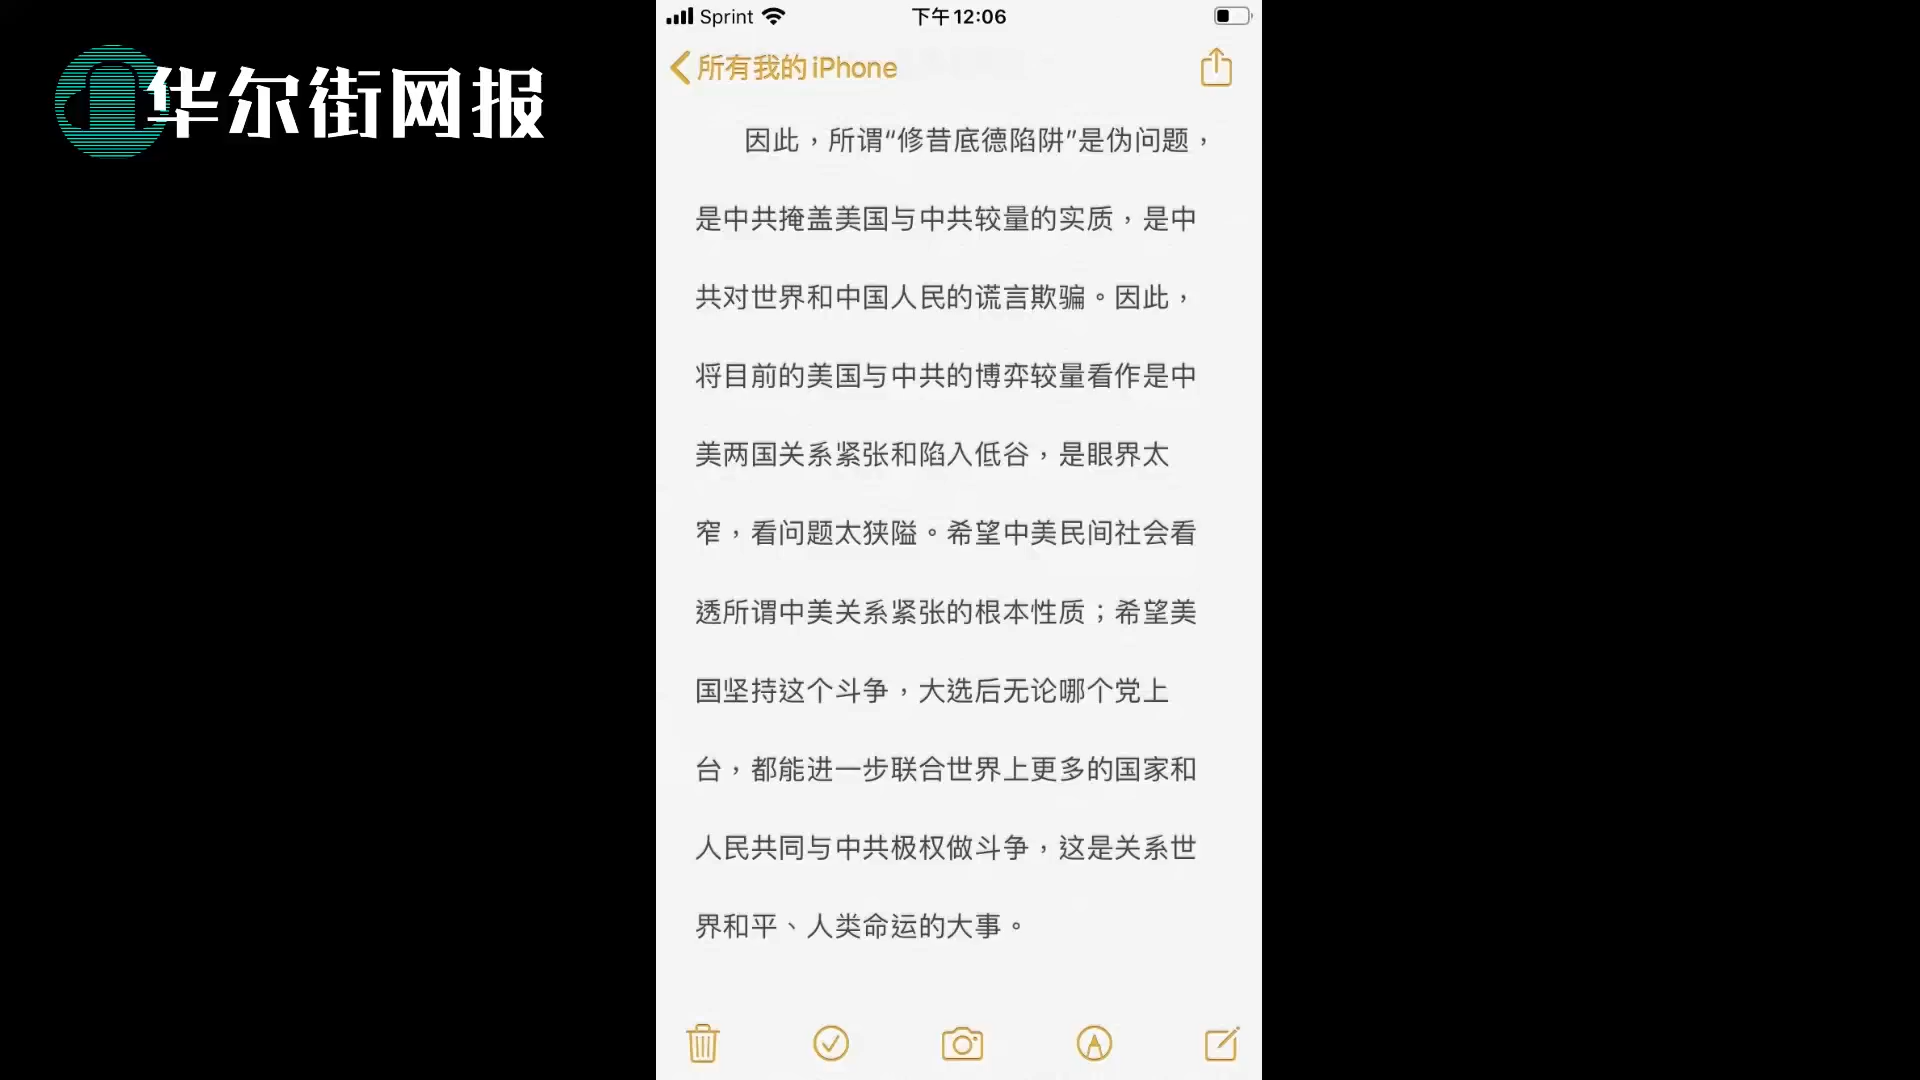 Sprint 下午12:06
华尔街网报
所有我的iPhone
因此，所谓“修昔底德陷阱”是伪问题，
是中共掩盖美国与中共较量的实质，是中
共对世界和中国人民的谎言欺骗。因此，
将目前的美国与中共的博弈较量看作是中
美两国关系紧张和陷入低谷，是眼界太
窄，看问题太狭隘。希望中美民间社会看
透所谓中美关系紧张的根本性质；希望美
国坚持这个斗争，大选后无论哪个党上
台，都能进一步联合世界上更多的国家和
人民共同与中共极权做斗争，这是关系世
界和平、人类命运的大事。